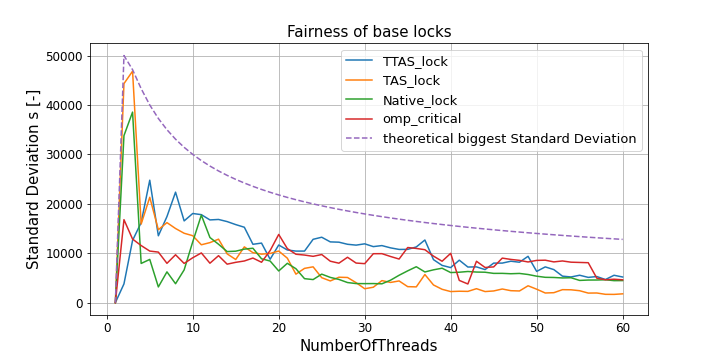 Fairness of base locks
Standard Deviation s [-]
50000
40000
30000
20000
10000
0
TTAS_lock
TAS_lock
Native_lock
omp_critical
theoretical biggest Standard Deviation
0 10 20 30 40 50 60
NumberOfThreads